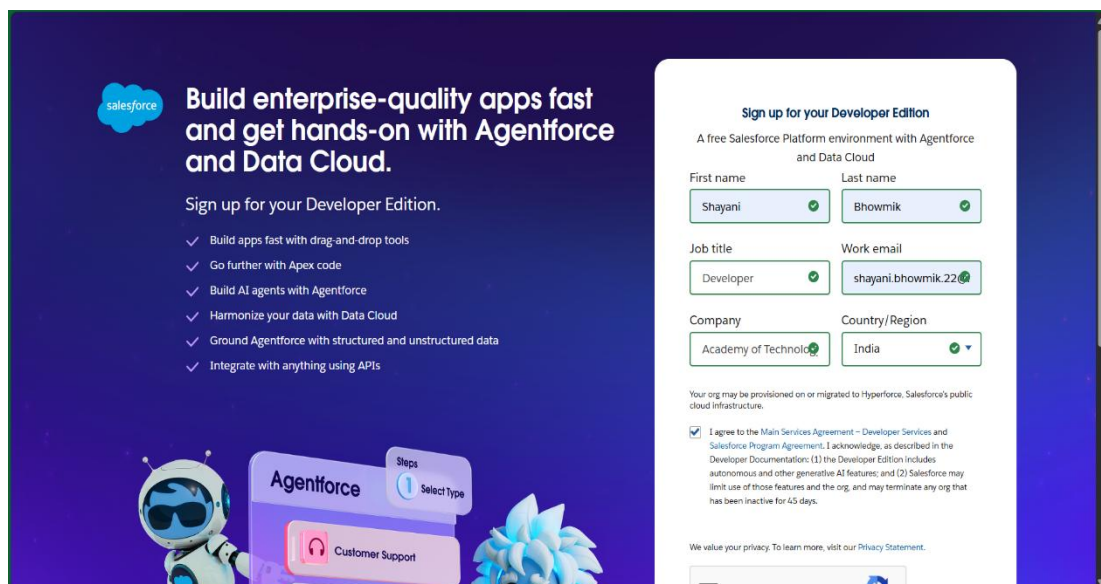 salesforce
Build enterprise-quality apps fast
and get hands-on with Agentforce
and Data Cloud.
Sign up for your Developer Edition.
Build apps fast with drag-and-drop tools
Go further with Apex code
Build AI agents with Agentforce
Harmonize your data with Data Cloud
Ground Agentforce with structured and unstructured data
Integrate with anything using APIs
Agentforce
Steps
1 Select Type
Customer Support
Sign up for your Developer Edition
A free Salesforce Platform environment with Agentforce
and Data Cloud
First name Last name
Shayani Bhowmik
Job title Work email
Developer shayani.bhowmik.22@
Company Country/Region
Academy of Technolog India
Your org may be provisioned on or migrated to Hyperforce, Salesforce's public
cloud infrastructure.
I agree to the Main Services Agreement – Developer Services and
Salesforce Program Agreement. I acknowledge, as described in the
Developer Documentation: (1) the Developer Edition includes
autonomous and other generative AI features; and (2) Salesforce may
limit use of those features and the org, and may terminate any org that
has been inactive for 45 days.
We value your privacy. To learn more, visit our Privacy Statement.